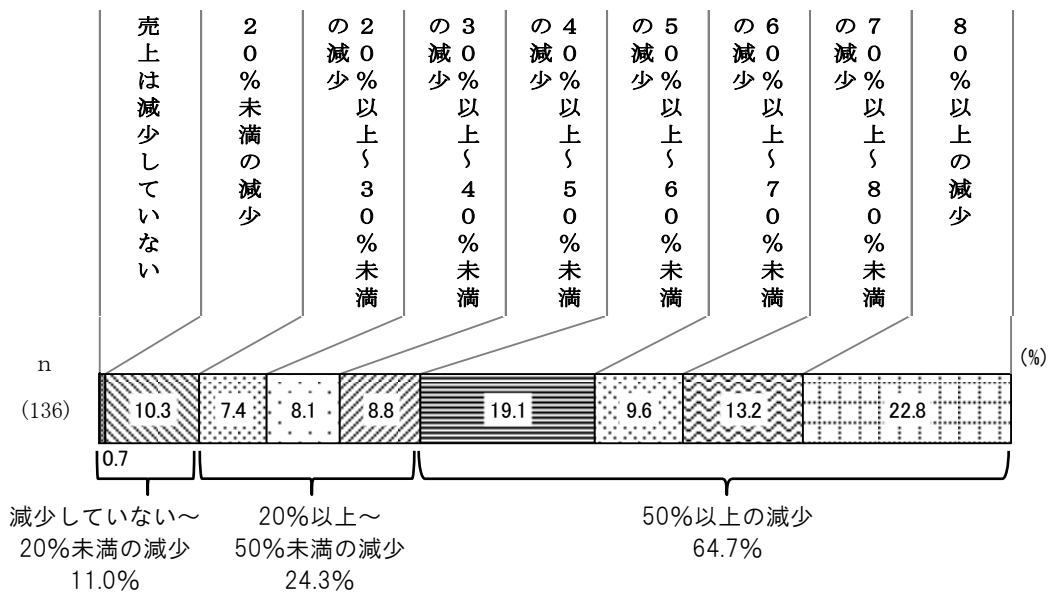 売上は減少していない
20%未満の減少
20%以上~30%未満
の減少
30%以上~40%未満
の減少
40%以上~50%未満
の減少
50%以上~60%未満
の減少
60%以上~70%未満
の減少
70%以上~80%未満
の減少
80%以上の減少
(%)
n
(136)
10.3
7.4
8.1
8.8
19.1
9.6
13.2
22.8
0.7
減少していない~
20%未満の減少
11.0%
20%以上~
50%未満の減少
24.3%
50%以上の減少
64.7%